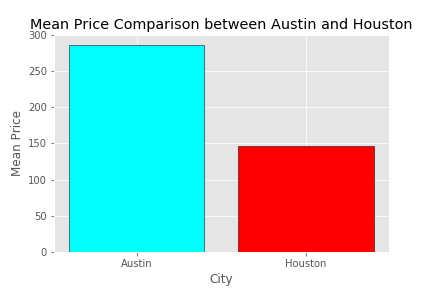 Mean Price Comparison between Austin and Houston
300
250
200
150
100
50
0
Mean Price
Austin
Houston
City